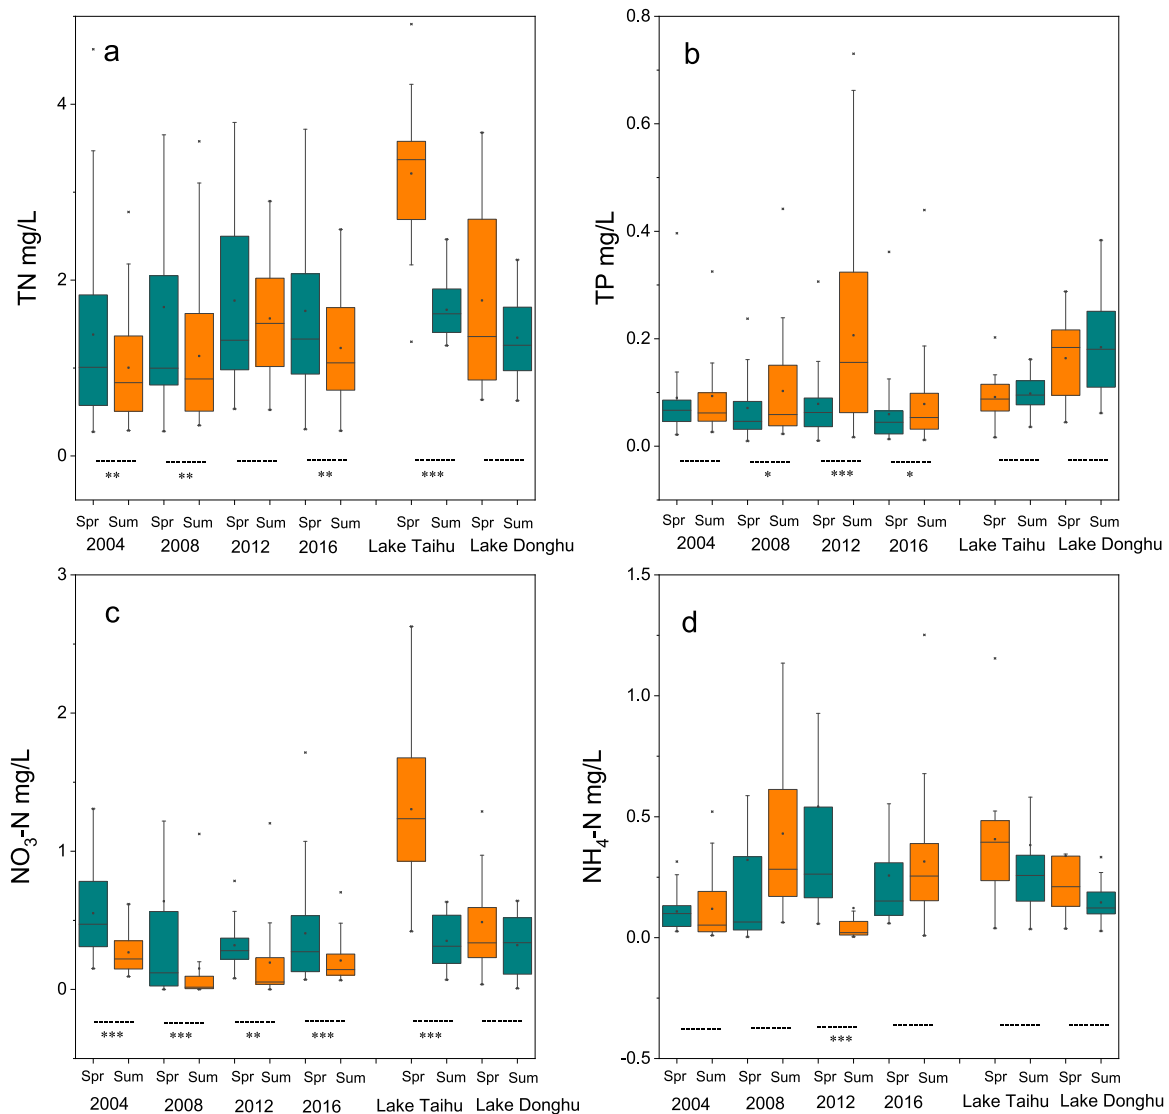 a
TN mg/L
4
2
0
** ** ** ***
Spr Sum Spr Sum Spr Sum Spr Sum Spr Sum Spr Sum
2004 2008 2012 2016 Lake Taihu Lake Donghu
b
TP mg/L
0.8
0.6
0.4
0.2
0.0
* *** *
Spr Sum Spr Sum Spr Sum Spr Sum Spr Sum Spr Sum
2004 2008 2012 2016 Lake Taihu Lake Donghu
c
NO3-N mg/L
3
2
1
0
*** *** ** *** ***
Spr Sum Spr Sum Spr Sum Spr Sum Spr Sum Spr Sum
2004 2008 2012 2016 Lake Taihu Lake Donghu
d
NH4-N mg/L
1.5
1.0
0.5
0.0
-0.5
***
Spr Sum Spr Sum Spr Sum Spr Sum Spr Sum Spr Sum
2004 2008 2012 2016 Lake Taihu Lake Donghu